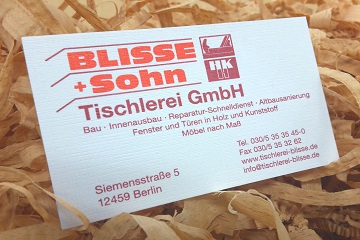 BLISSE
+Sohn
HK
Tischlerei GmbH
Bau · Innenausbau · Reparatur-Schnelldienst · Altbausanierung
Fenster und Türen in Holz und Kunststoff
Möbel nach Maß
Tel. 030/5 35 35 45-0
Fax 030/5 35 32 62
www.tischlerei-blisse.de
info@tischlerei-blisse.de
Siemensstraße 5
12459 Berlin